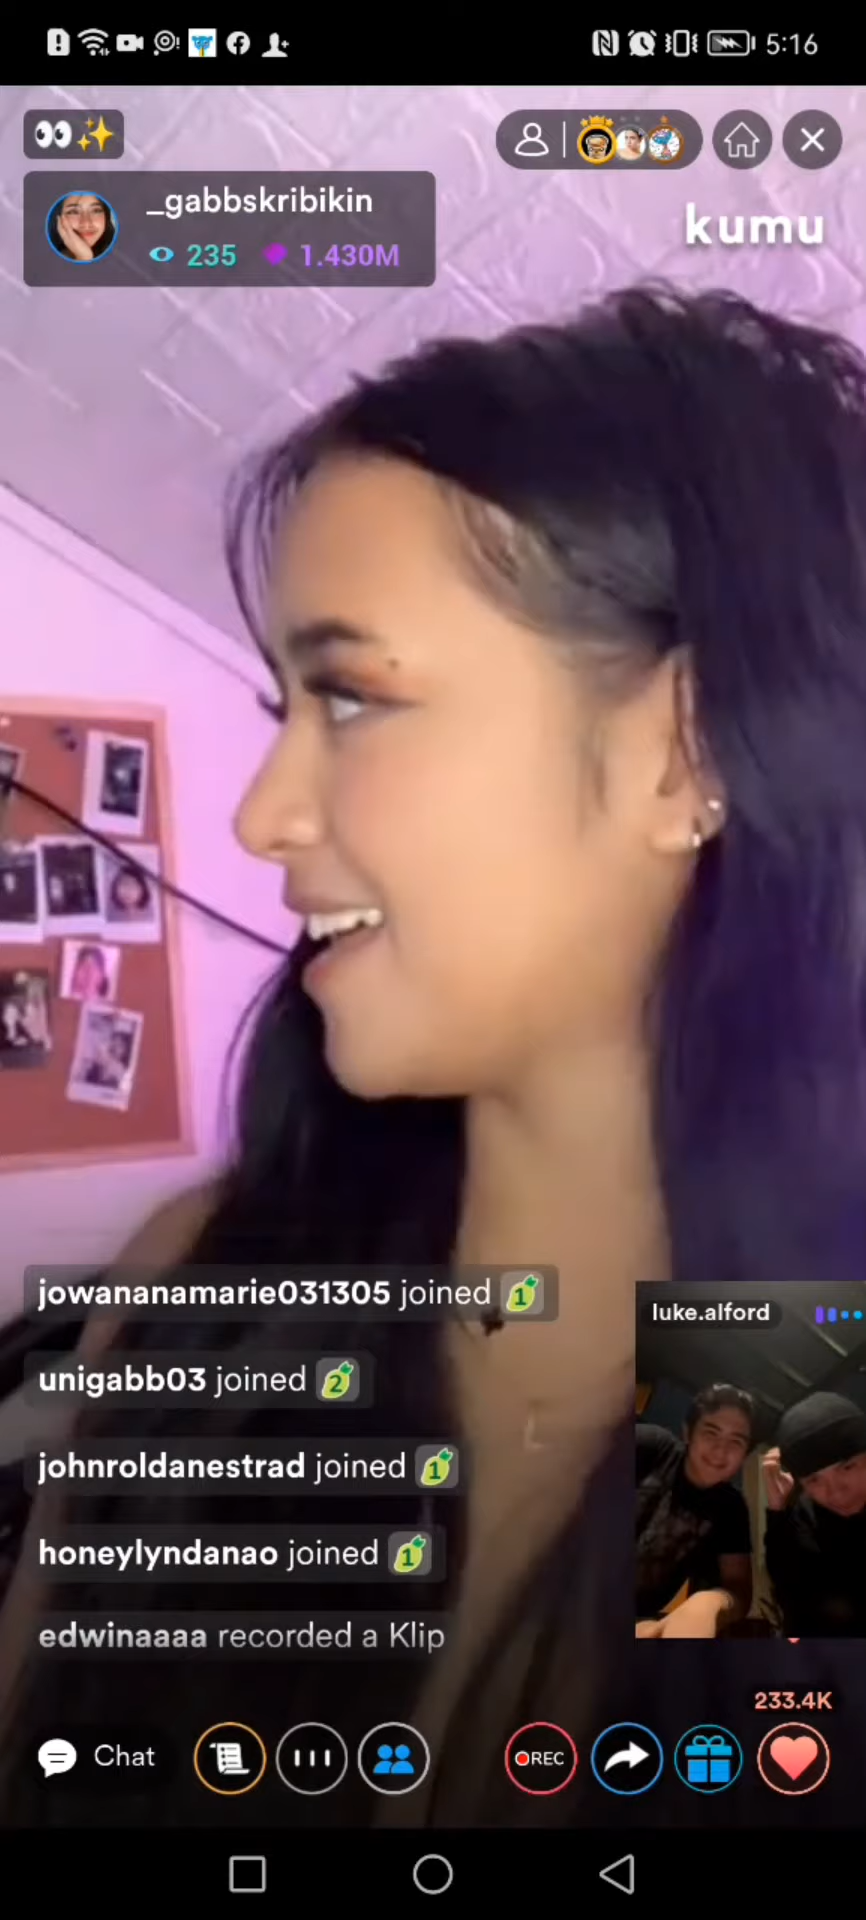 5:16
👀✨
_gabbskribikin
235 1.430M
kumu
jowananamarie031305 joined 1
unigabb03 joined 2
johnroldanestrad joined 1
honeylyndanao joined 1
edwinaaaa recorded a Klip
luke.alford
233.4K
Chat
REC